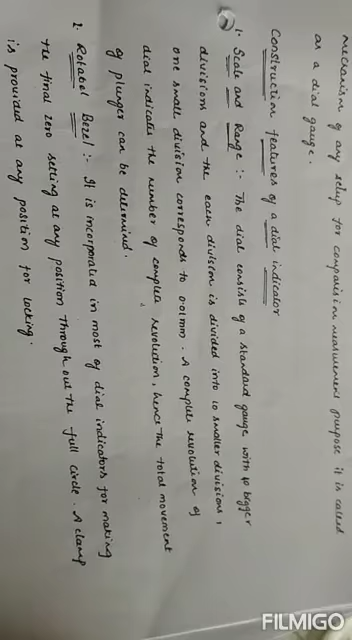 mechanism of any setup for comparision measurement purpose it is called
as a dial gauge.
Construction features of a dial indicator
1. Scale and Range :- The dial consists of a standard gauge with 10 bigger
divisions and the each division is divided into 10 smaller divisions,
one small division corresponds to 0.01mm. A complete revolution of
dial indicates the number of complete revolution, hence the total movement
of plunger can be determined.
2. Rotabel Bezel :- It is incorporated in most of dial indicators for making
the final zero setting at any position through out the full circle. A clamp
is provided at any position for locking.
FILMIGO